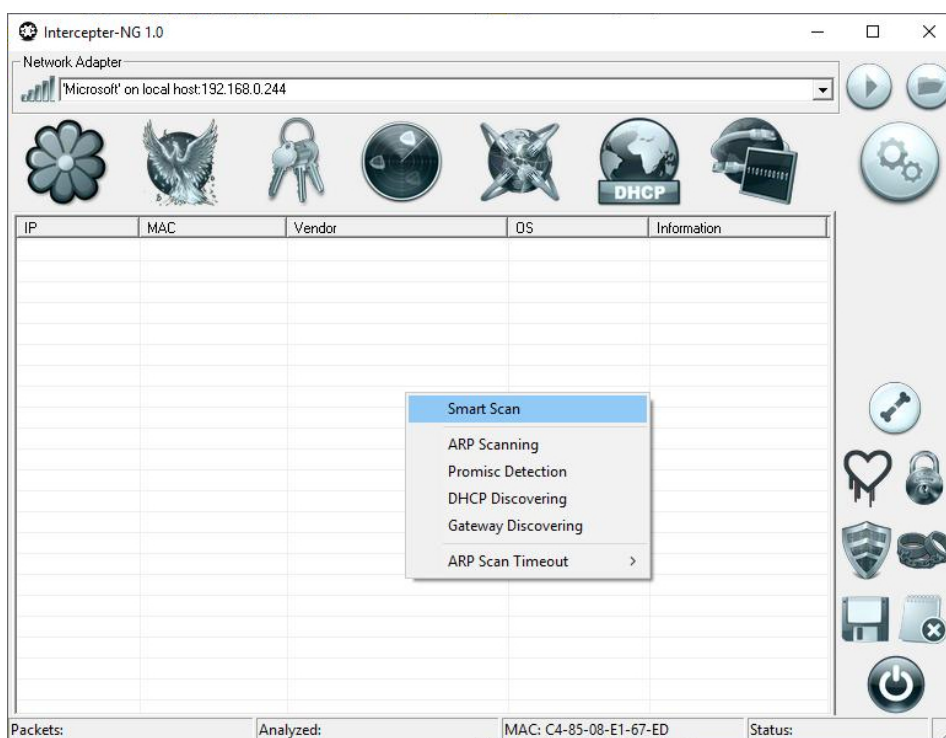 Intercepter-NG 1.0
Network Adapter
'Microsoft' on local host:192.168.0.244
DHCP
1101100101
IP MAC Vendor OS Information
Smart Scan
ARP Scanning
Promisc Detection
DHCP Discovering
Gateway Discovering
ARP Scan Timeout
Packets: Analyzed: MAC: C4-85-08-E1-67-ED Status: